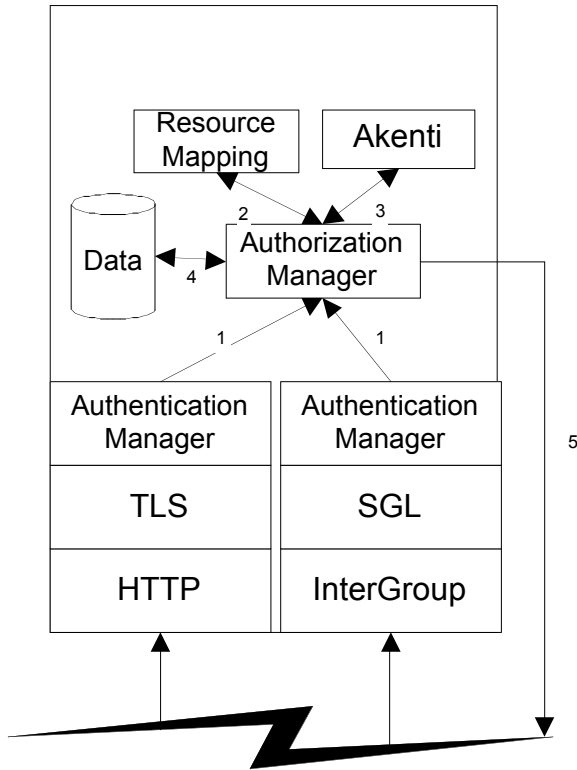 Resource
Mapping
Akenti
2
3
Data
4
Authorization
Manager
1
1
Authentication
Manager
Authentication
Manager
5
TLS
SGL
HTTP
InterGroup